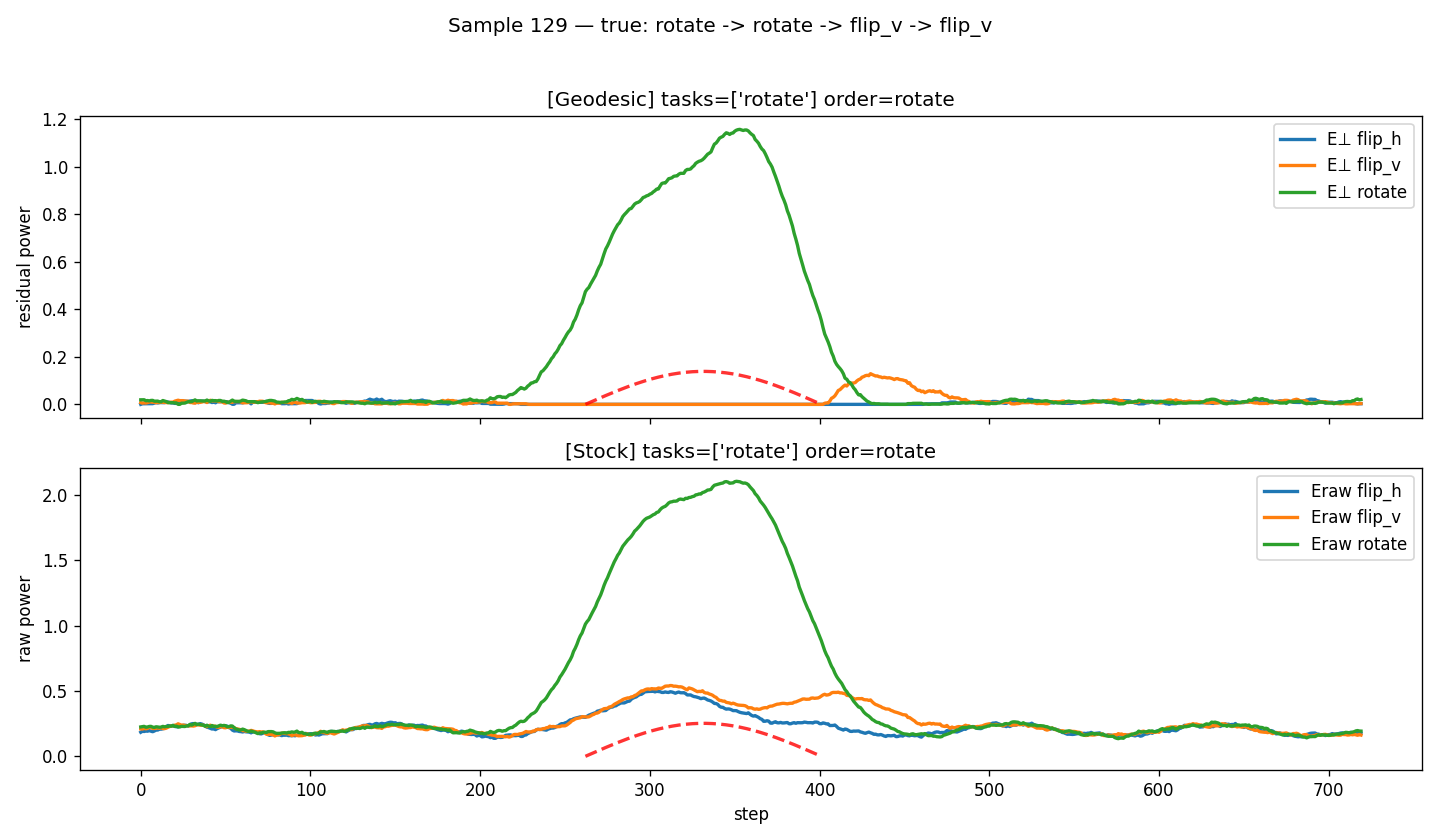 Sample 129 — true: rotate -> rotate -> flip_v -> flip_v
[Geodesic] tasks=['rotate'] order=rotate
residual power
1.2
1.0
0.8
0.6
0.4
0.2
0.0
E⊥ flip_h
E⊥ flip_v
E⊥ rotate
[Stock] tasks=['rotate'] order=rotate
raw power
2.0
1.5
1.0
0.5
0.0
Eraw flip_h
Eraw flip_v
Eraw rotate
0 100 200 300 400 500 600 700
step